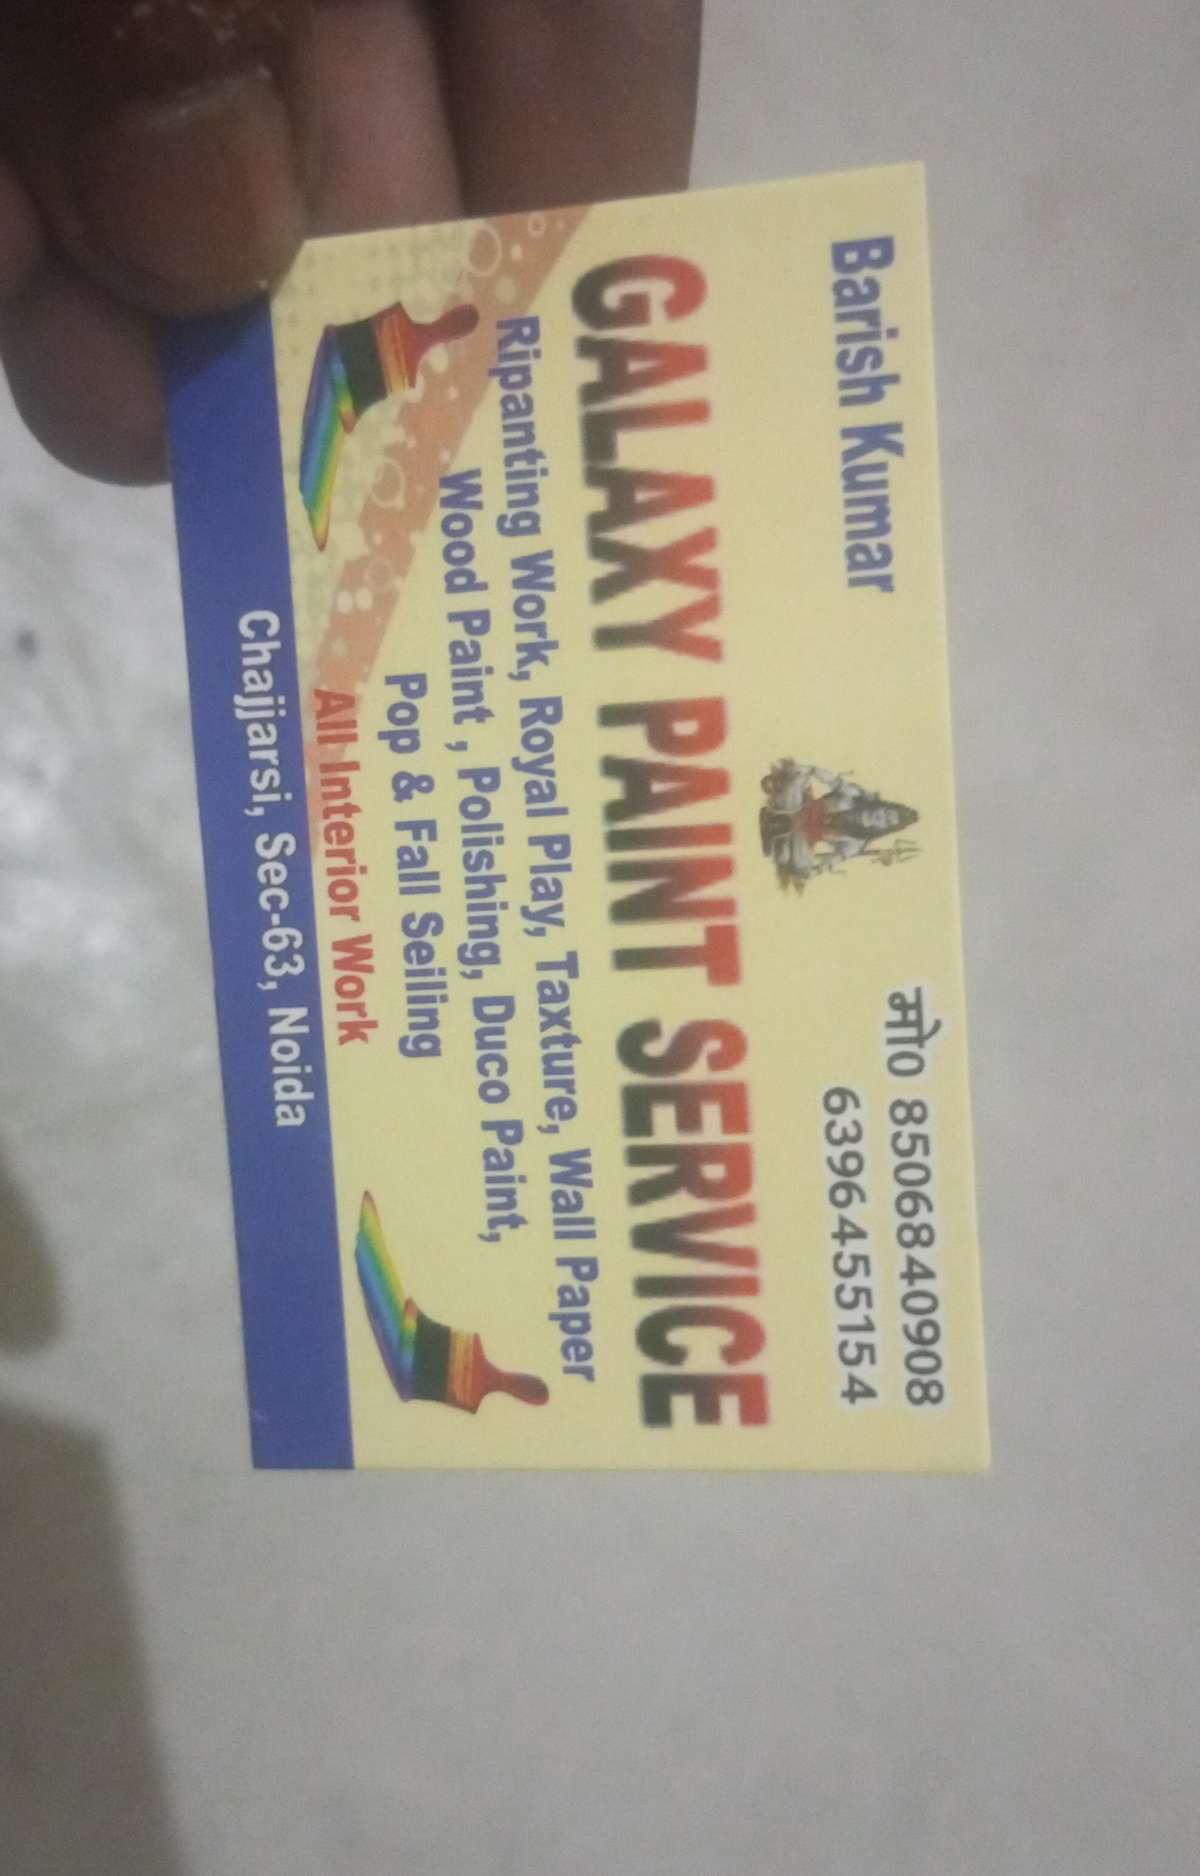 Barish Kumar
मो० 8506840908
6396455154
GALAXY PAINT SERVICE
Ripanting Work, Royal Play, Taxture, Wall Paper
Wood Paint , Polishing, Duco Paint,
Pop & Fall Seiling
All Interior Work
Chajjarsi, Sec-63, Noida